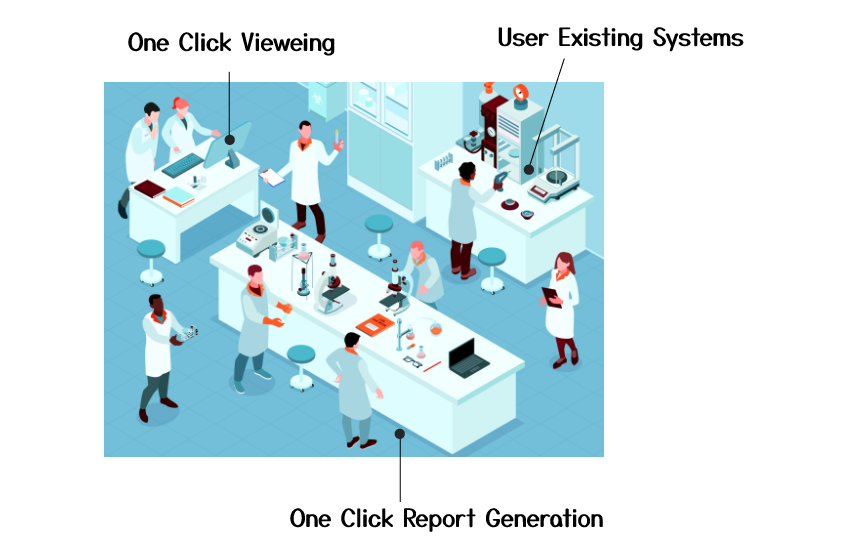 One Click Vieweing
User Existing Systems
One Click Report Generation